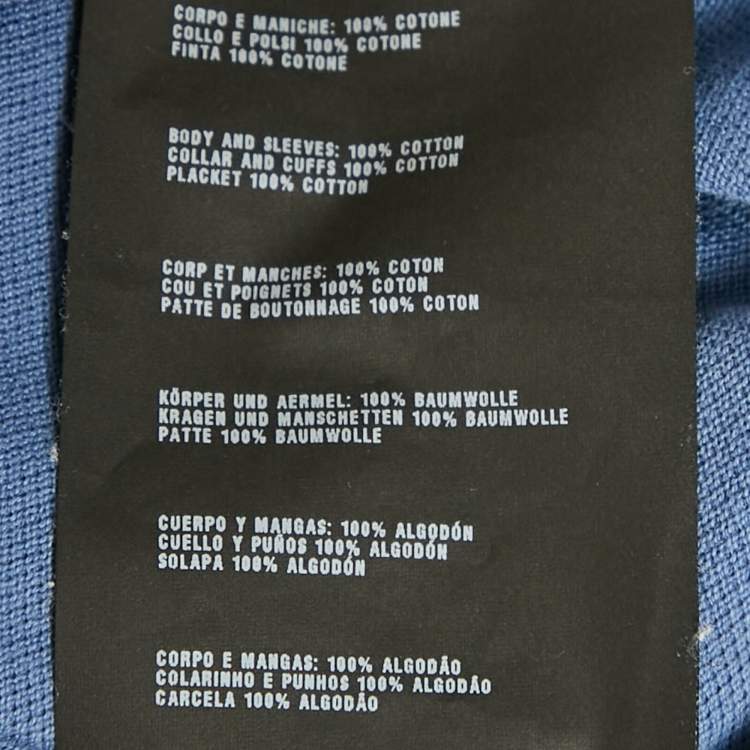 CORPO E MANICHE: 100% COTONE
COLLO E POLSI 100% COTONE
FINTA 100% COTONE
BODY AND SLEEVES: 100% COTTON
COLLAR AND CUFFS 100% COTTON
PLACKET 100% COTTON
CORP ET MANCHES: 100% COTON
COU ET POIGNETS 100% COTON
PATTE DE BOUTONNAGE 100% COTON
KÖRPER UND AERMEL: 100% BAUMWOLLE
KRAGEN UND MANSCHETTEN 100% BAUMWOLLE
PATTE 100% BAUMWOLLE
CUERPO Y MANGAS: 100% ALGODÓN
CUELLO Y PUÑOS 100% ALGODÓN
SOLAPA 100% ALGODÓN
CORPO E MANGAS: 100% ALGODÃO
COLARINHO E PUNHOS 100% ALGODÃO
CARCELA 100% ALGODÃO